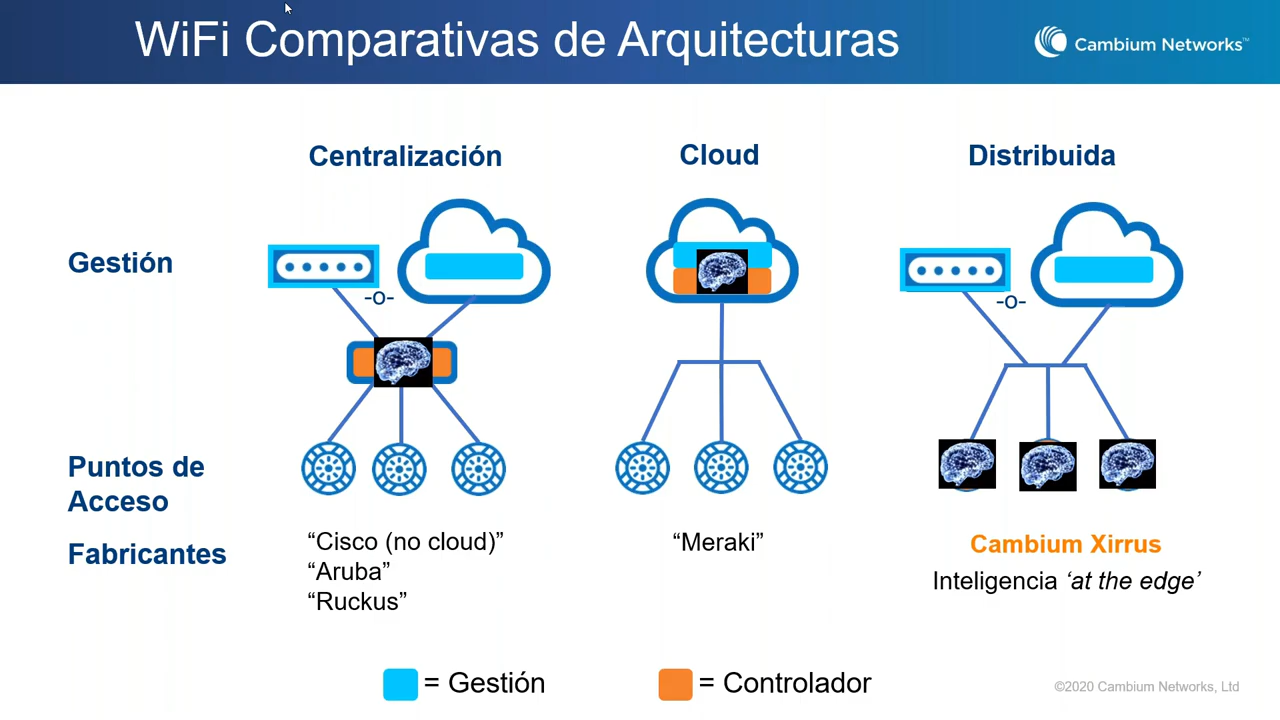 WiFi Comparativas de Arquitecturas
Cambium Networks™
Centralización
Cloud
Distribuida
Gestión
-o-
-o-
Puntos de
Acceso
Fabricantes
“Cisco (no cloud)”
“Aruba”
“Ruckus”
“Meraki”
Cambium Xirrus
Inteligencia ‘at the edge’
= Gestión
= Controlador
©2020 Cambium Networks, Ltd